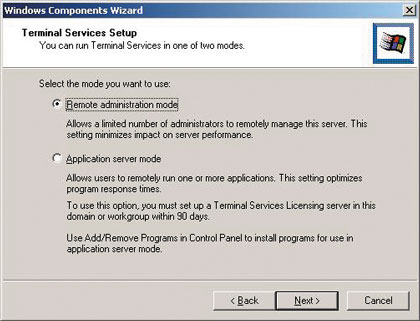 Windows Components Wizard
Terminal Services Setup
You can run Terminal Services in one of two modes.
Select the mode you want to use:
Remote administration mode
Allows a limited number of administrators to remotely manage this server. This
setting minimizes impact on server performance.
Application server mode
Allows users to remotely run one or more applications. This setting optimizes
program response times.
To use this option, you must set up a Terminal Services Licensing server in this
domain or workgroup within 90 days.
Use Add/Remove Programs in Control Panel to install programs for use in
application server mode.
< Back
Next >
Cancel